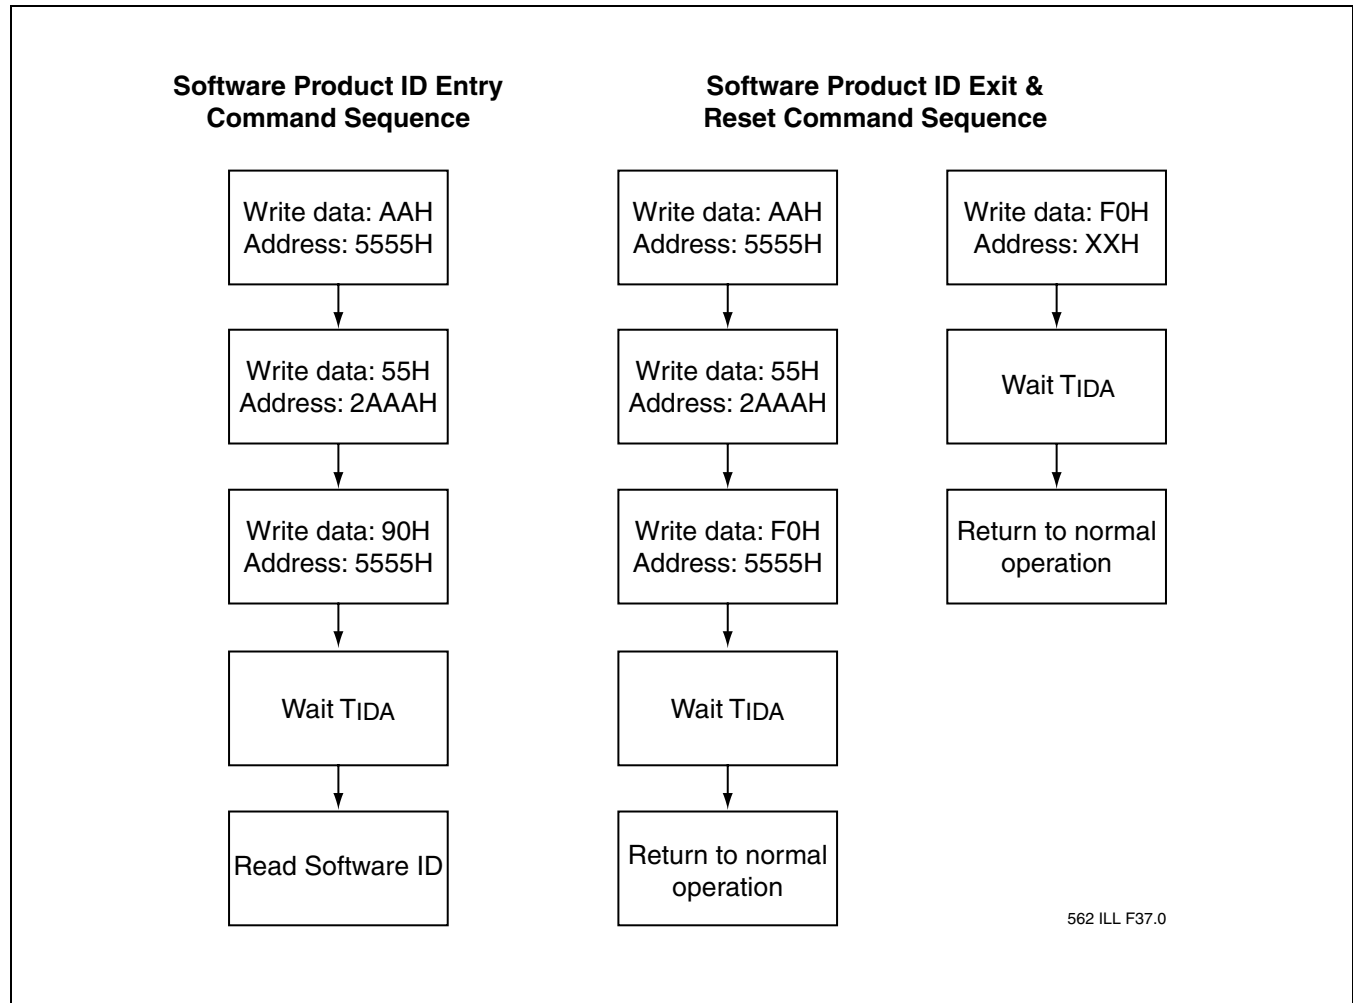 Software Product ID Entry
Command Sequence
Write data: AAH
Address: 5555H
Write data: 55H
Address: 2AAAH
Write data: 90H
Address: 5555H
Wait TIDA
Read Software ID
Software Product ID Exit &
Reset Command Sequence
Write data: AAH
Address: 5555H
Write data: 55H
Address: 2AAAH
Write data: F0H
Address: 5555H
Wait TIDA
Return to normal
operation
Write data: F0H
Address: XXH
Wait TIDA
Return to normal
operation
562 ILL F37.0